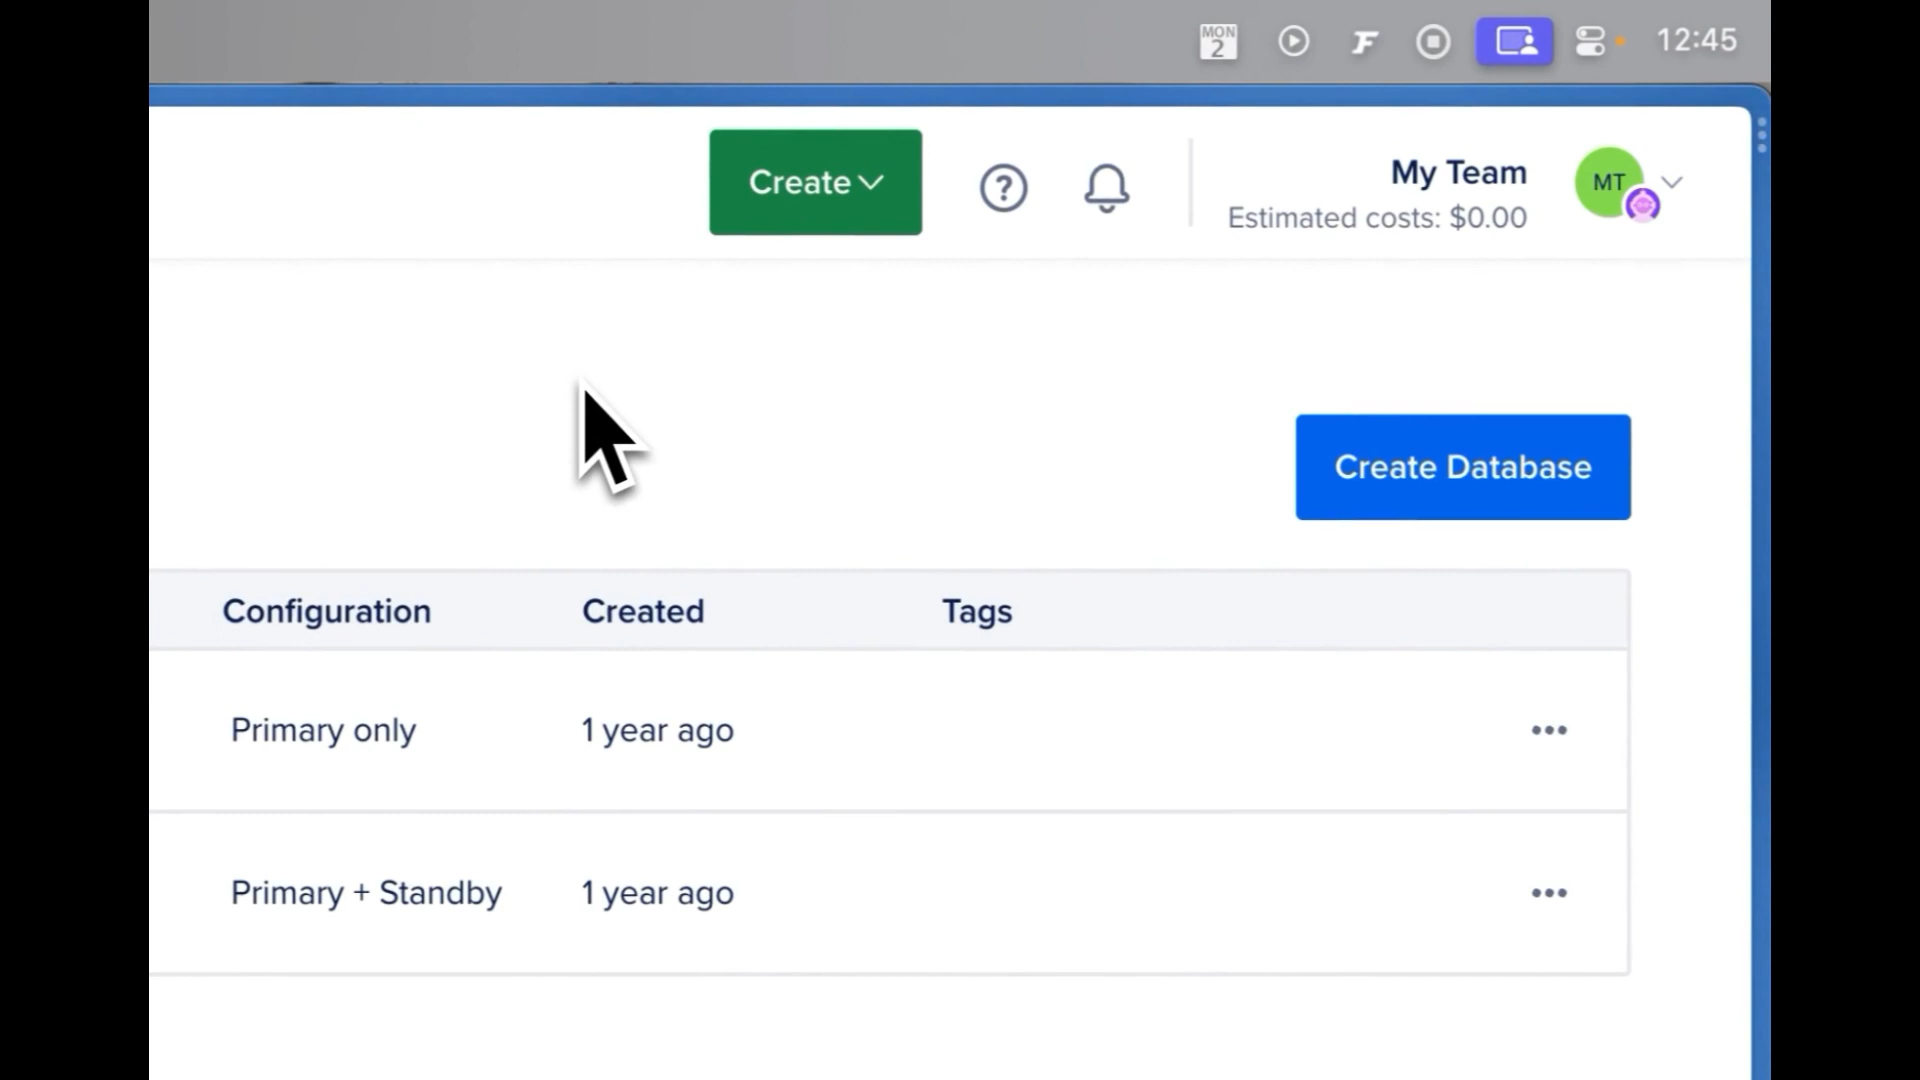 MON
2
F
12:45
Create
?
My Team
Estimated costs: $0.00
MT
Create Database
Configuration
Created
Tags
Primary only
1 year ago
Primary + Standby
1 year ago